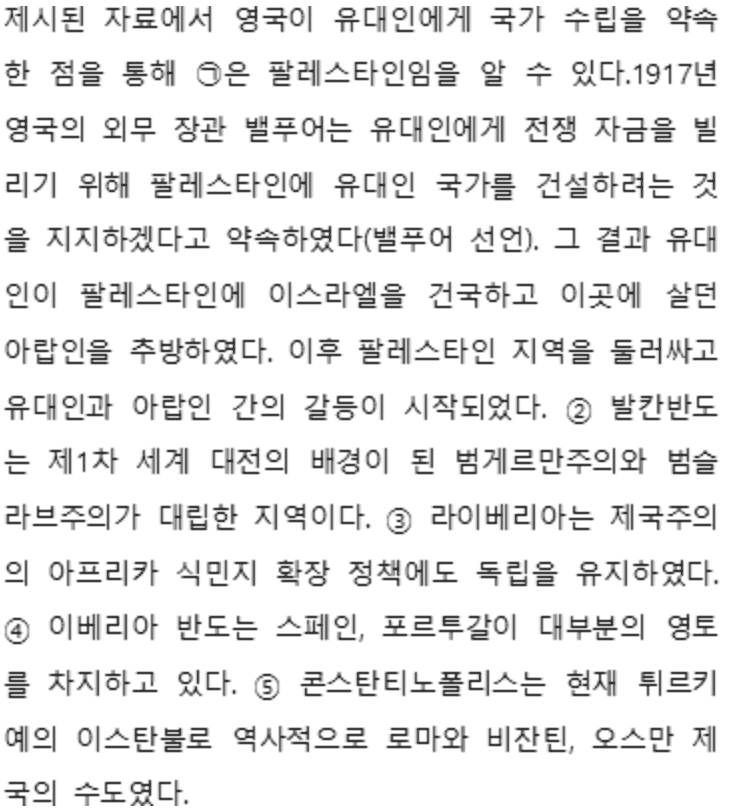 제시된 자료에서 영국이 유대인에게 국가 수립을 약속
한 점을 통해 ㉠은 팔레스타인임을 알 수 있다.1917년
영국의 외무 장관 밸푸어는 유대인에게 전쟁 자금을 빌
리기 위해 팔레스타인에 유대인 국가를 건설하려는 것
을 지지하겠다고 약속하였다(밸푸어 선언). 그 결과 유대
인이 팔레스타인에 이스라엘을 건국하고 이곳에 살던
아랍인을 추방하였다. 이후 팔레스타인 지역을 둘러싸고
유대인과 아랍인 간의 갈등이 시작되었다. ② 발칸반도
는 제1차 세계 대전의 배경이 된 범게르만주의와 범슬
라브주의가 대립한 지역이다. ③ 라이베리아는 제국주의
의 아프리카 식민지 확장 정책에도 독립을 유지하였다.
④ 이베리아 반도는 스페인, 포르투갈이 대부분의 영토
를 차지하고 있다. ⑤ 콘스탄티노폴리스는 현재 튀르키
예의 이스탄불로 역사적으로 로마와 비잔틴, 오스만 제
국의 수도였다.